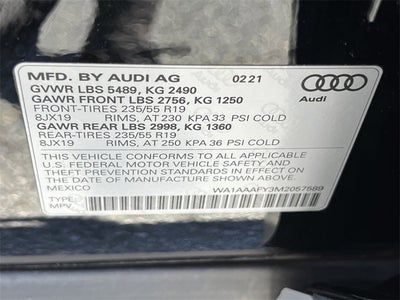 MFD. BY AUDI AG 0221
GVWR LBS 5489, KG 2490
GAWR FRONT LBS 2756, KG 1250
FRONT-TIRES 235/55 R19
8JX19 RIMS, AT 230 KPA 33 PSI COLD
GAWR REAR LBS 2998, KG 1360
REAR-TIRES 235/55 R19
8JX19 RIMS, AT 250 KPA 36 PSI COLD
Audi
THIS VEHICLE CONFORMS TO ALL APPLICABLE
U.S. FEDERAL MOTOR VEHICLE SAFETY AND
THEFT PREVENTION STANDARDS IN EFFECT ON
THE DATE OF MANUFACTURE SHOWN ABOVE.
MEXICO WA1AAAFY3M2057589
TYPE:
MPV